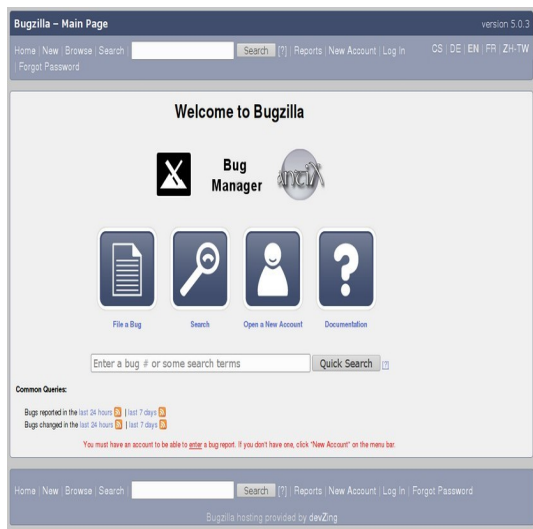 Bugzilla – Main Page version 5.0.3
Home | New | Browse | Search | Search [?] | Reports | New Account | Log In CS | DE | EN | FR | ZH-TW
| Forgot Password
Welcome to Bugzilla
Bug
Manager
antiX
File a Bug Search Open a New Account Documentation
Enter a bug # or some search terms Quick Search [?]
Common Queries:
Bugs reported in the last 24 hours | last 7 days
Bugs changed in the last 24 hours | last 7 days
You must have an account to be able to enter a bug report. If you don't have one, click "New Account" on the menu bar.
Home | New | Browse | Search | Search [?] | Reports | New Account | Log In | Forgot Password
Bugzilla hosting provided by devZing